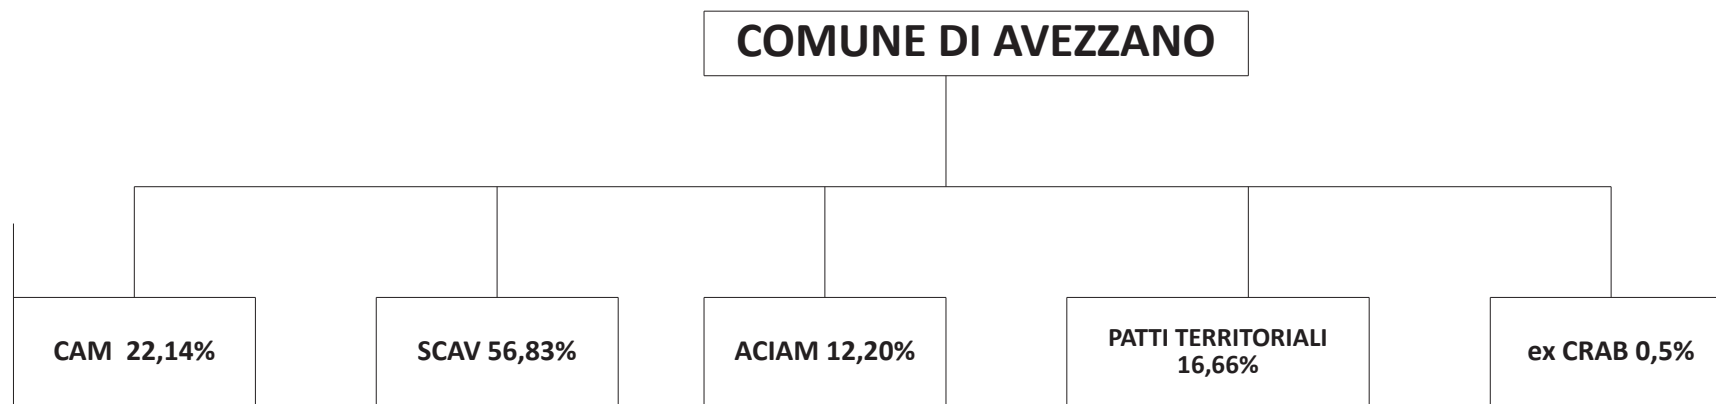 COMUNE DI AVEZZANO
CAM 22,14%
SCAV 56,83%
ACIAM 12,20%
PATTI TERRITORIALI
16,66%
ex CRAB 0,5%